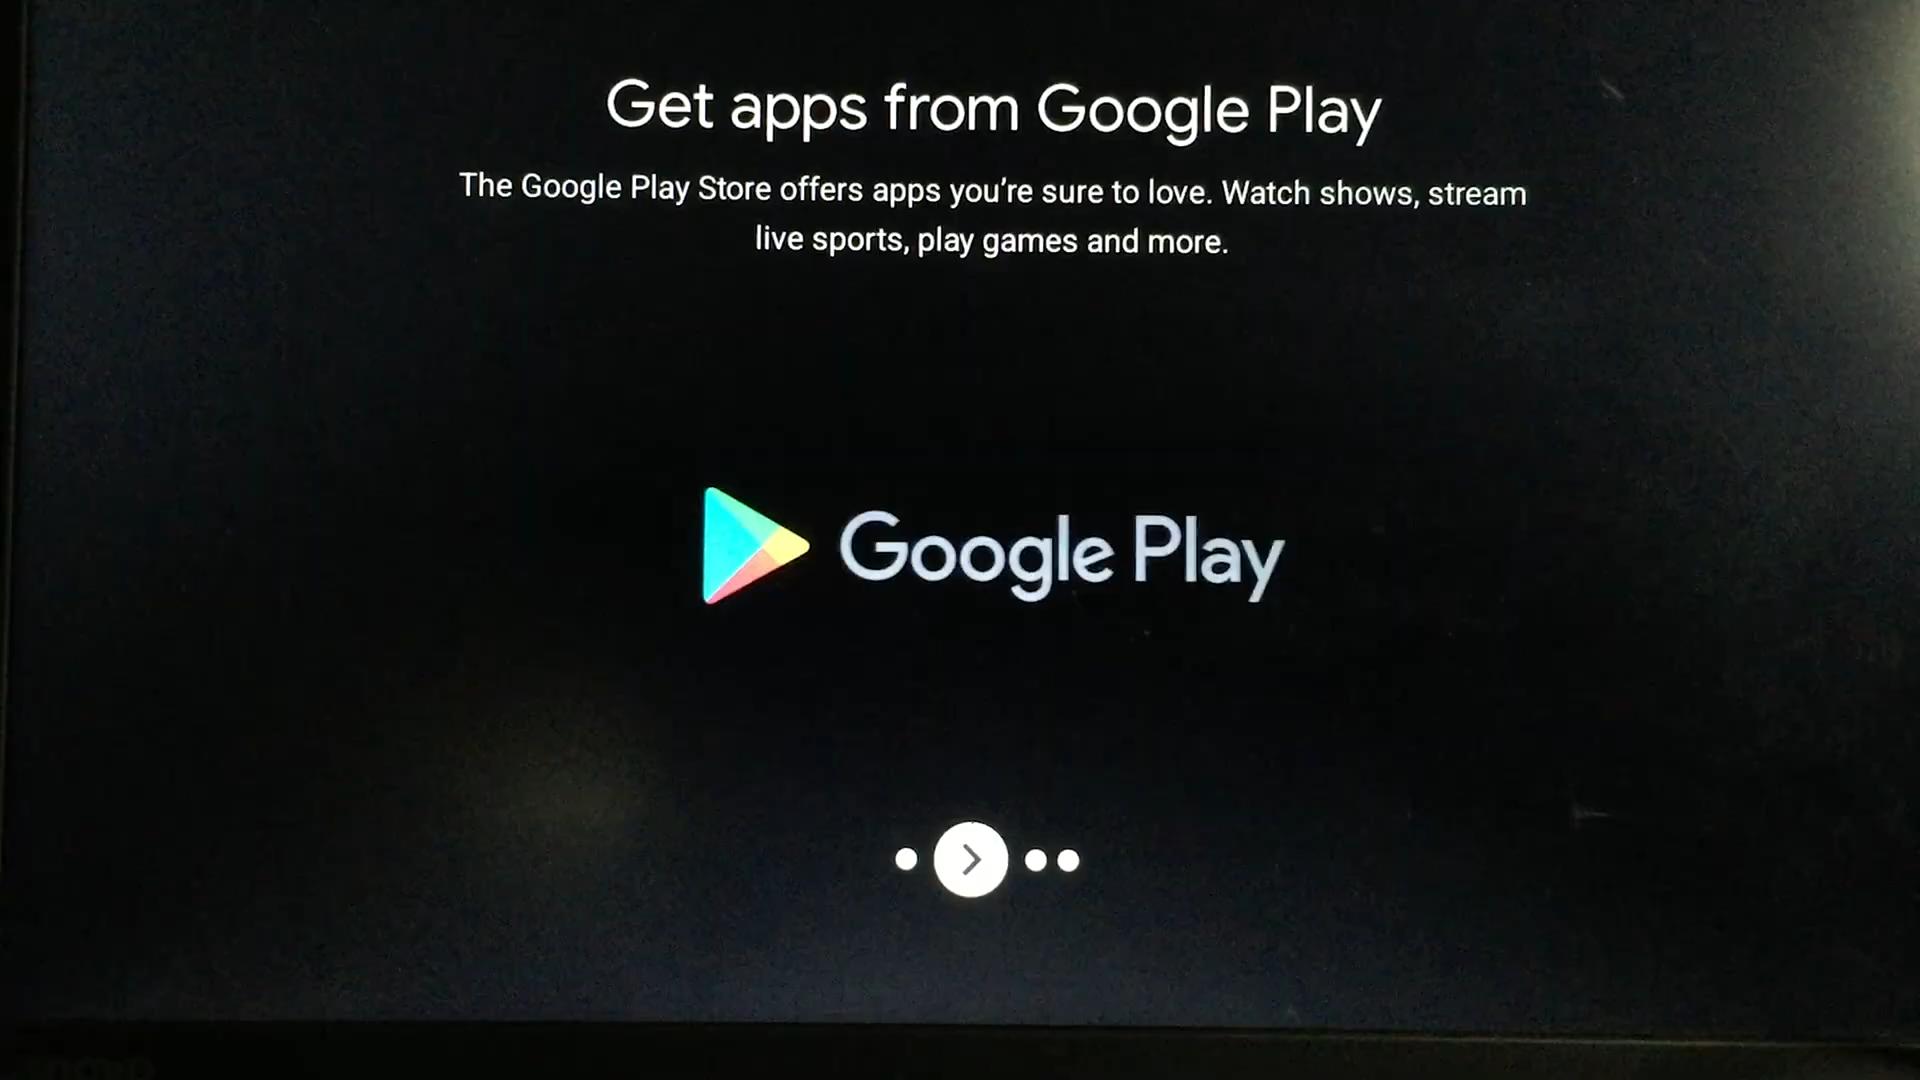 Get apps from Google Play
The Google Play Store offers apps you’re sure to love. Watch shows, stream
live sports, play games and more.
Google Play